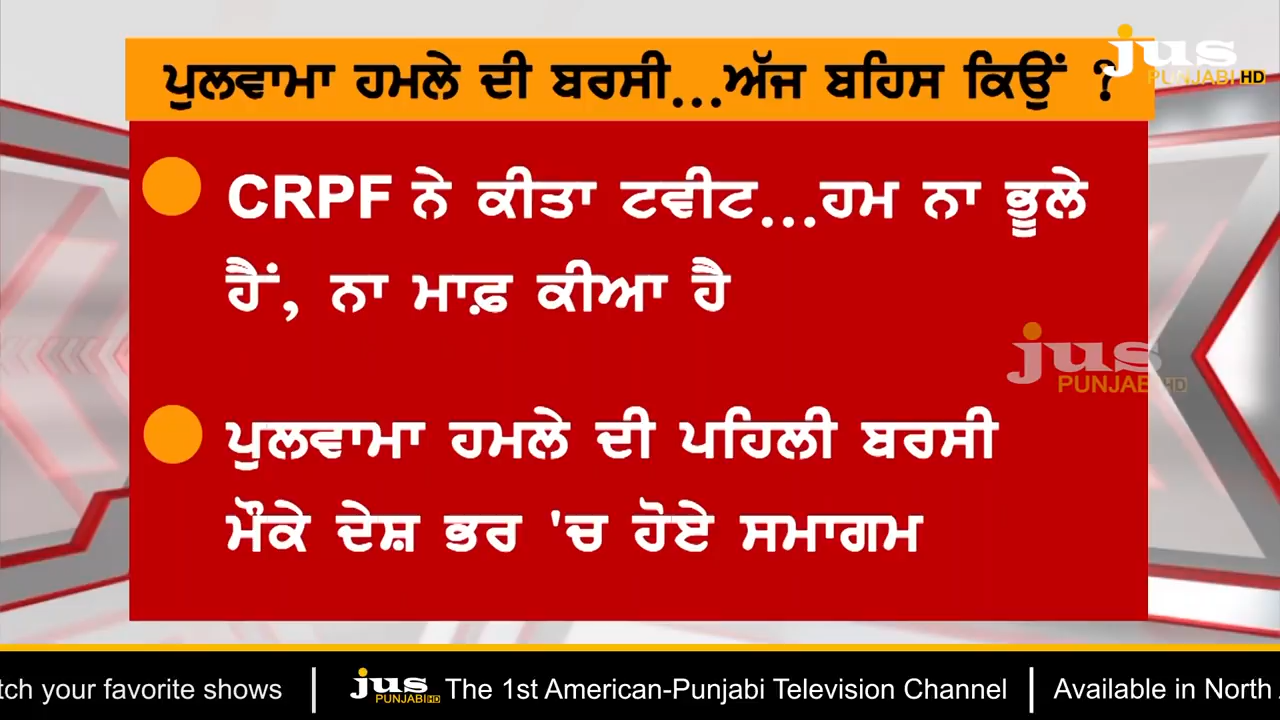 ਪੁਲਵਾਮਾ ਹਮਲੇ ਦੀ ਬਰਸੀ...ਅੱਜ ਬਹਿਸ ਕਿਉਂ ?
jus
PUNJABI HD
CRPF ਨੇ ਕੀਤਾ ਟਵੀਟ...ਹਮ ਨਾ ਭੂਲੇ
ਹੈਂ, ਨਾ ਮਾਫ਼ ਕੀਆ ਹੈ
jus
PUNJABI HD
ਪੁਲਵਾਮਾ ਹਮਲੇ ਦੀ ਪਹਿਲੀ ਬਰਸੀ
ਮੌਕੇ ਦੇਸ਼ ਭਰ 'ਚ ਹੋਏ ਸਮਾਗਮ
tch your favorite shows | jus PUNJABI HD The 1st American-Punjabi Television Channel | Available in North